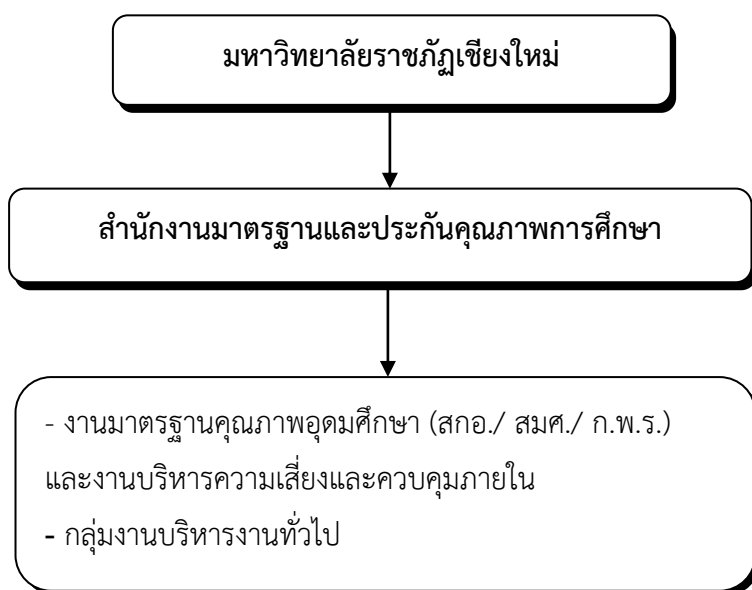 มหาวิทยาลัยราชภัฏเชียงใหม่
สำนักงานมาตรฐานและประกันคุณภาพการศึกษา
- งานมาตรฐานคุณภาพอุดมศึกษา (สกอ./ สมศ./ ก.พ.ร.)
และงานบริหารความเสี่ยงและควบคุมภายใน
- กลุ่มงานบริหารงานทั่วไป